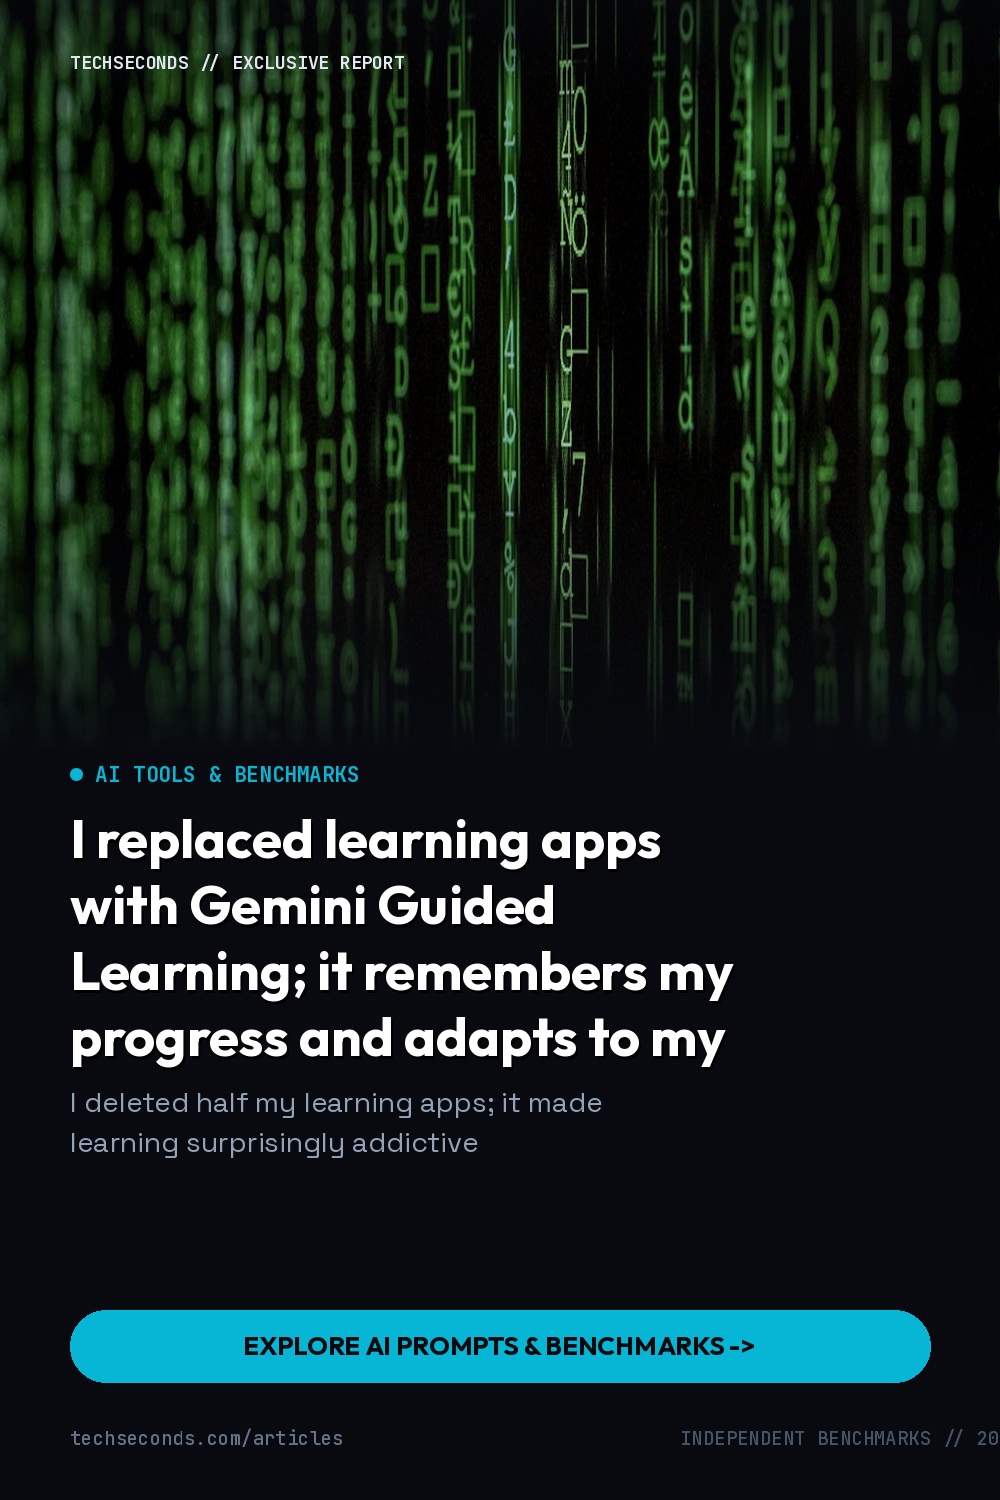 TECHSECONDS // EXCLUSIVE REPORT
AI TOOLS & BENCHMARKS
I replaced learning apps
with Gemini Guided
Learning; it remembers my
progress and adapts to my
I deleted half my learning apps; it made
learning surprisingly addictive
EXPLORE AI PROMPTS & BENCHMARKS ->
techseconds.com/articles
INDEPENDENT BENCHMARKS // 20